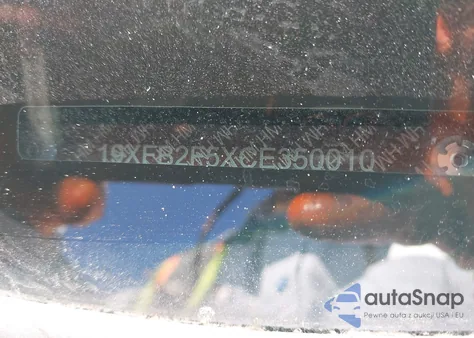 19XFB2F5XCE350010
autaSnap
Pewne auta z aukcji USA i EU